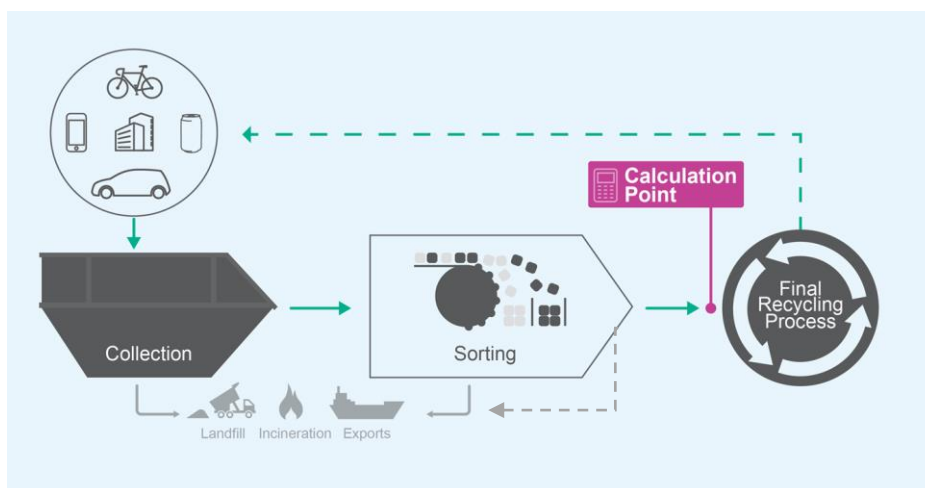 Calculation
Point
Final
Recycling
Process
Collection
Sorting
Landfill
Incineration
Exports